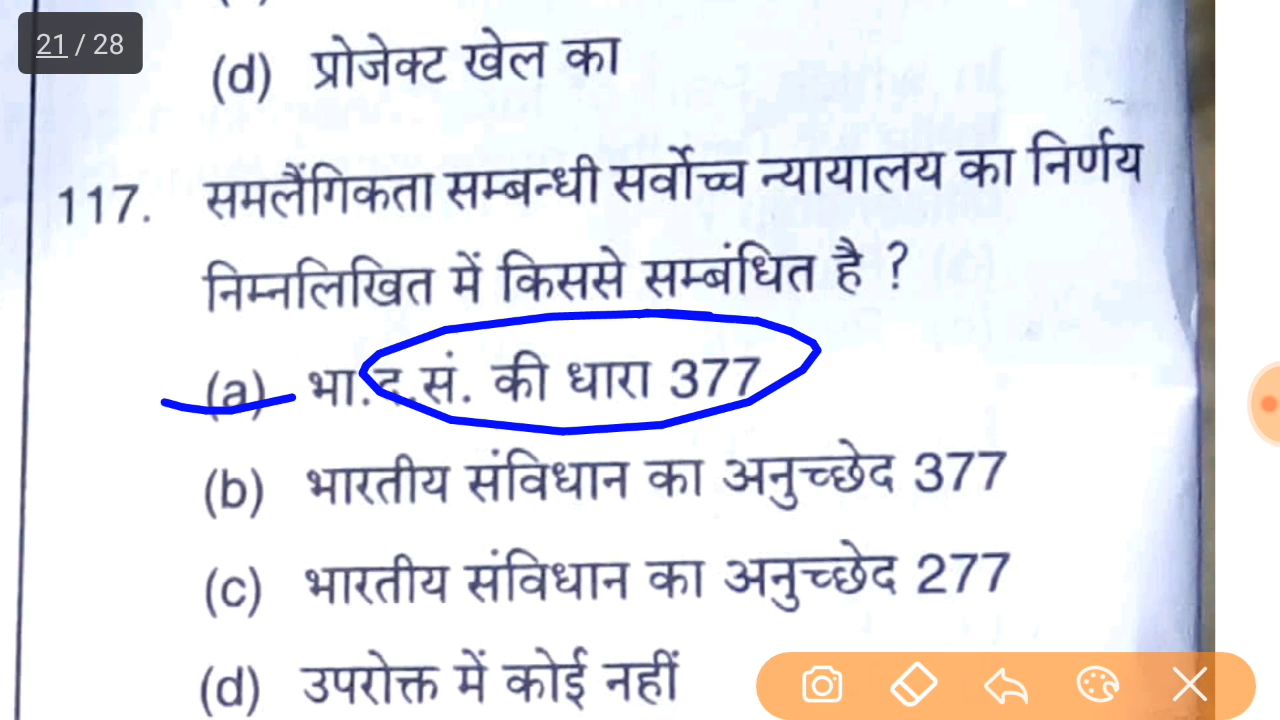 21 / 28
(d) प्रोजेक्ट खेल का
117. समलैंगिकता सम्बन्धी सर्वोच्च न्यायालय का निर्णय
निम्नलिखित में किससे सम्बंधित है ?
(a) भा.द.सं. की धारा 377
(b) भारतीय संविधान का अनुच्छेद 377
(c) भारतीय संविधान का अनुच्छेद 277
(d) उपरोक्त में कोई नहीं